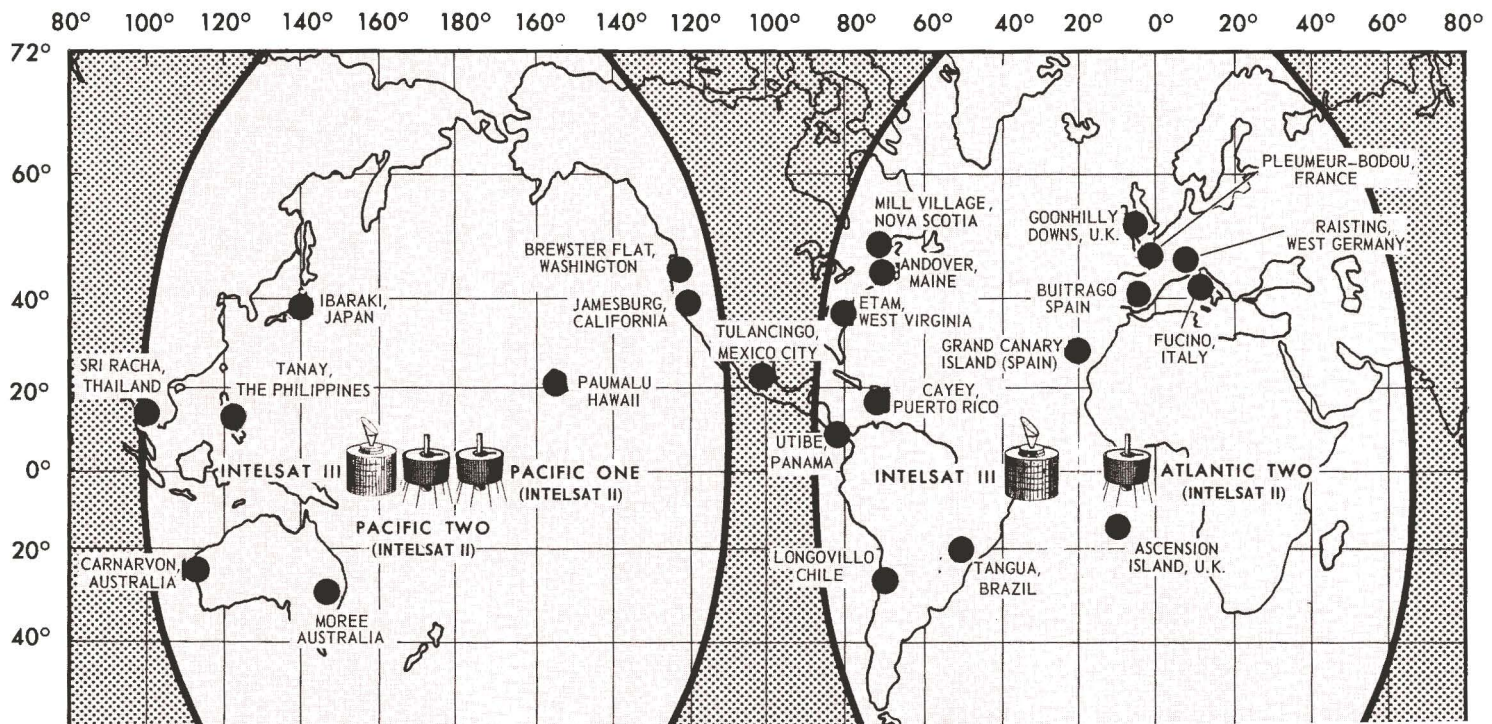 80° 100° 120° 140° 160° 180° 160° 140° 120° 100° 80° 60° 40° 20° 0° 20° 40° 60° 80°
72°
60°
40°
20°
0°
20°
40°
PLEUMEUR-BODOU,
FRANCE
MILL VILLAGE,
NOVA SCOTIA
GOONHILLY
DOWNS, U.K.
RAISTING,
WEST GERMANY
BREWSTER FLAT,
WASHINGTON
ANDOVER,
MAINE
BUITRAGO
SPAIN
IBARAKI,
JAPAN
JAMESBURG,
CALIFORNIA
ETAM,
WEST VIRGINIA
TULANCINGO,
MEXICO CITY
GRAND CANARY
ISLAND (SPAIN)
FUCINO,
ITALY
SRI RACHA,
THAILAND
TANAY,
THE PHILIPPINES
PAUMALU
HAWAII
CAYEY,
PUERTO RICO
UTIBE,
PANAMA
INTELSAT III
PACIFIC ONE
(INTELSAT II)
PACIFIC TWO
(INTELSAT II)
INTELSAT III
ATLANTIC TWO
(INTELSAT II)
CARNARVON,
AUSTRALIA
MOREE
AUSTRALIA
LONGOVILLO
CHILE
TANGUA,
BRAZIL
ASCENSION
ISLAND, U.K.